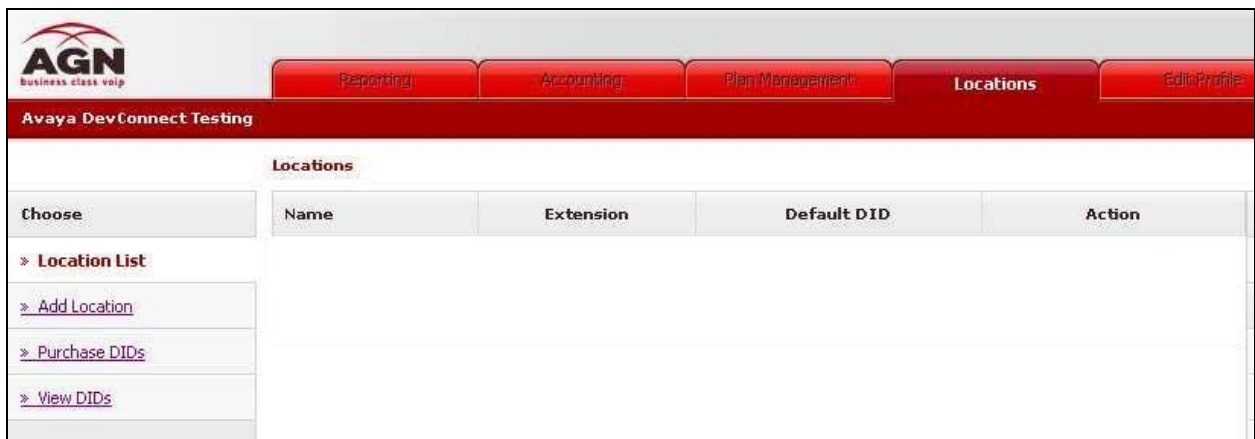 AGN
business class voip
Reporting
Accounting
Plan Management
Locations
Edit Profile
Avaya DevConnect Testing
Locations
Choose
Name
Extension
Default DID
Action
» Location List
» Add Location
» Purchase DIDs
» View DIDs